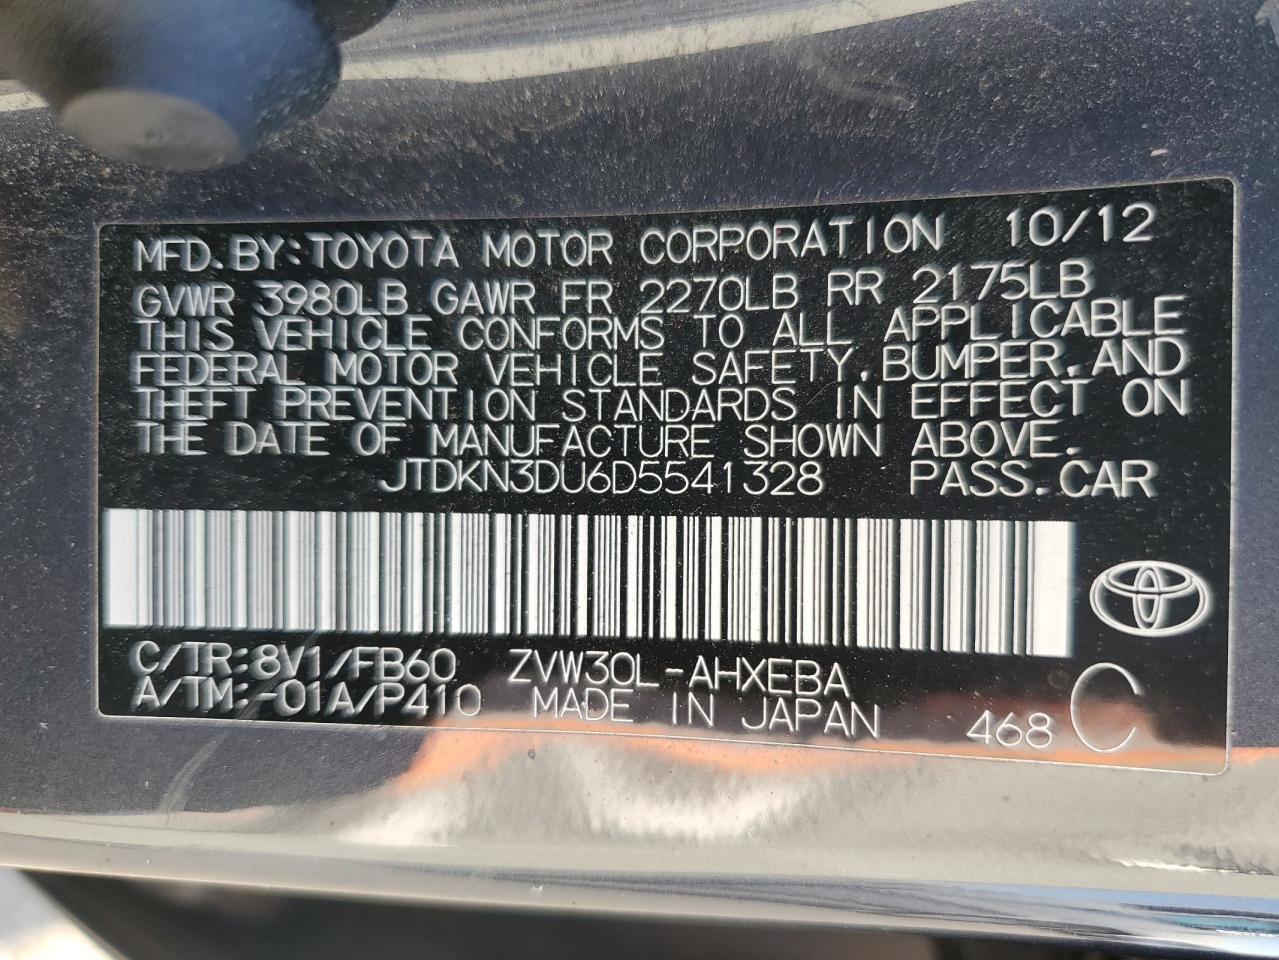 MFD. BY: TOYOTA MOTOR CORPORATION 10/12
GVWR 3980LB GAWR FR 2270LB RR 2175LB
THIS VEHICLE CONFORMS TO ALL APPLICABLE
FEDERAL MOTOR VEHICLE SAFETY, BUMPER, AND
THEFT PREVENTION STANDARDS IN EFFECT ON
THE DATE OF MANUFACTURE SHOWN ABOVE.
JTDKN3DU6D5541328 PASS. CAR
C/TR: 8V1/FB60 ZVW30L-AHXEBA
A/TM: -01A/P410 MADE IN JAPAN 468 C